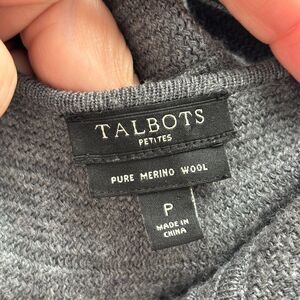 TALBOTS
PETITES
PURE MERINO WOOL
P
MADE IN
CHINA